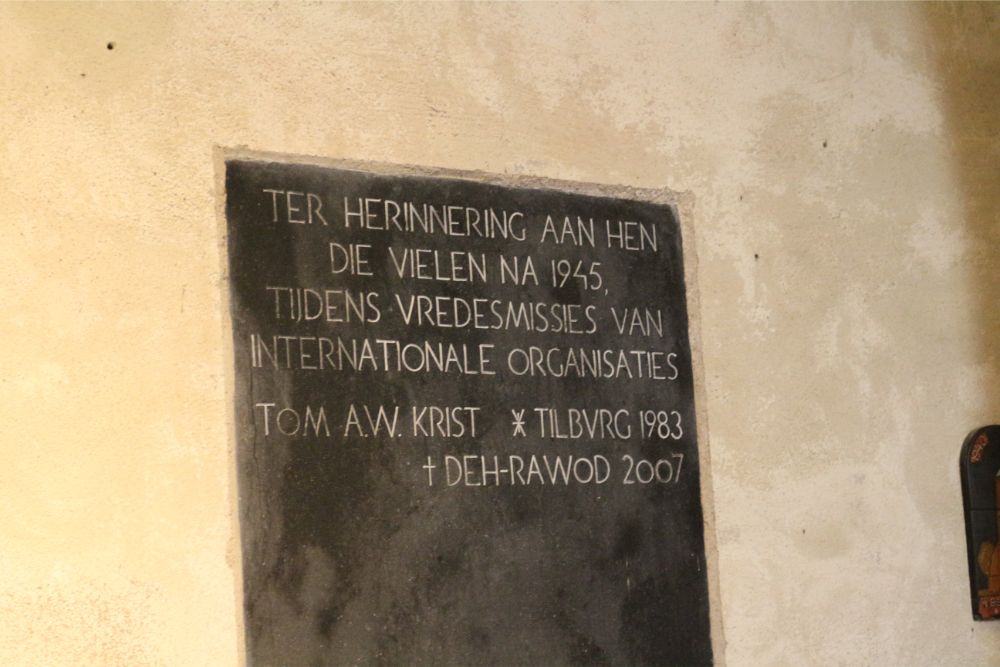 TER HERINNERING AAN HEN
DIE VIELEN NA 1945,
TIJDENS VREDESMISSIES VAN
INTERNATIONALE ORGANISATIES
TOM A.W. KRIST * TILBVRG 1983
† DEH-RAWOD 2007